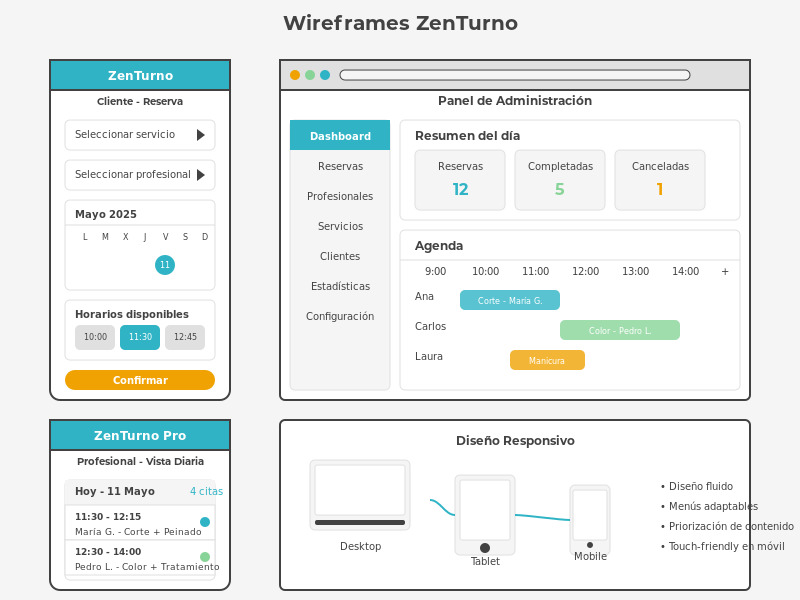 Wireframes ZenTurno
ZenTurno
Cliente - Reserva
Seleccionar servicio
Seleccionar profesional
Mayo 2025
L M X J V S D
11
Horarios disponibles
10:00 11:30 12:45
Confirmar
Panel de Administración
Dashboard
Reservas
Profesionales
Servicios
Clientes
Estadísticas
Configuración
Resumen del día
Reservas Completadas Canceladas
12 5 1
Agenda
9:00 10:00 11:00 12:00 13:00 14:00 +
Ana Corte - María G.
Carlos Color - Pedro L.
Laura Manicura
ZenTurno Pro
Profesional - Vista Diaria
Hoy - 11 Mayo 4 citas
11:30 - 12:15
María G. - Corte + Peinado
12:30 - 14:00
Pedro L. - Color + Tratamiento
Diseño Responsivo
Desktop
Tablet
Mobile
• Diseño fluido
• Menús adaptables
• Priorización de contenido
• Touch-friendly en móvil